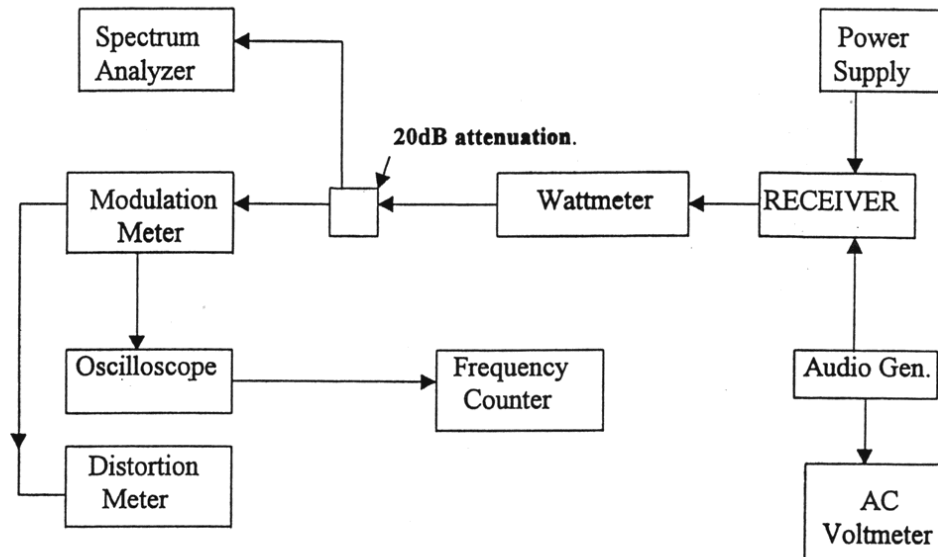 Spectrum
Analyzer
Power
Supply
20dB attenuation.
Modulation
Meter
Wattmeter
RECEIVER
Oscilloscope
Frequency
Counter
Audio Gen.
Distortion
Meter
AC
Voltmeter